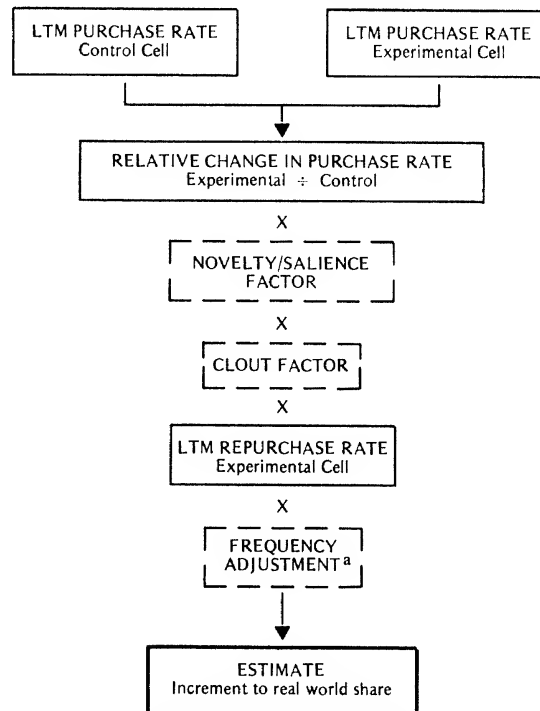 LTM PURCHASE RATE
Control Cell
LTM PURCHASE RATE
Experimental Cell
RELATIVE CHANGE IN PURCHASE RATE
Experimental ÷ Control
X
NOVELTY/SALIENCE
FACTOR
X
CLOUT FACTOR
X
LTM REPURCHASE RATE
Experimental Cell
X
FREQUENCY
ADJUSTMENT a
ESTIMATE
Increment to real world share